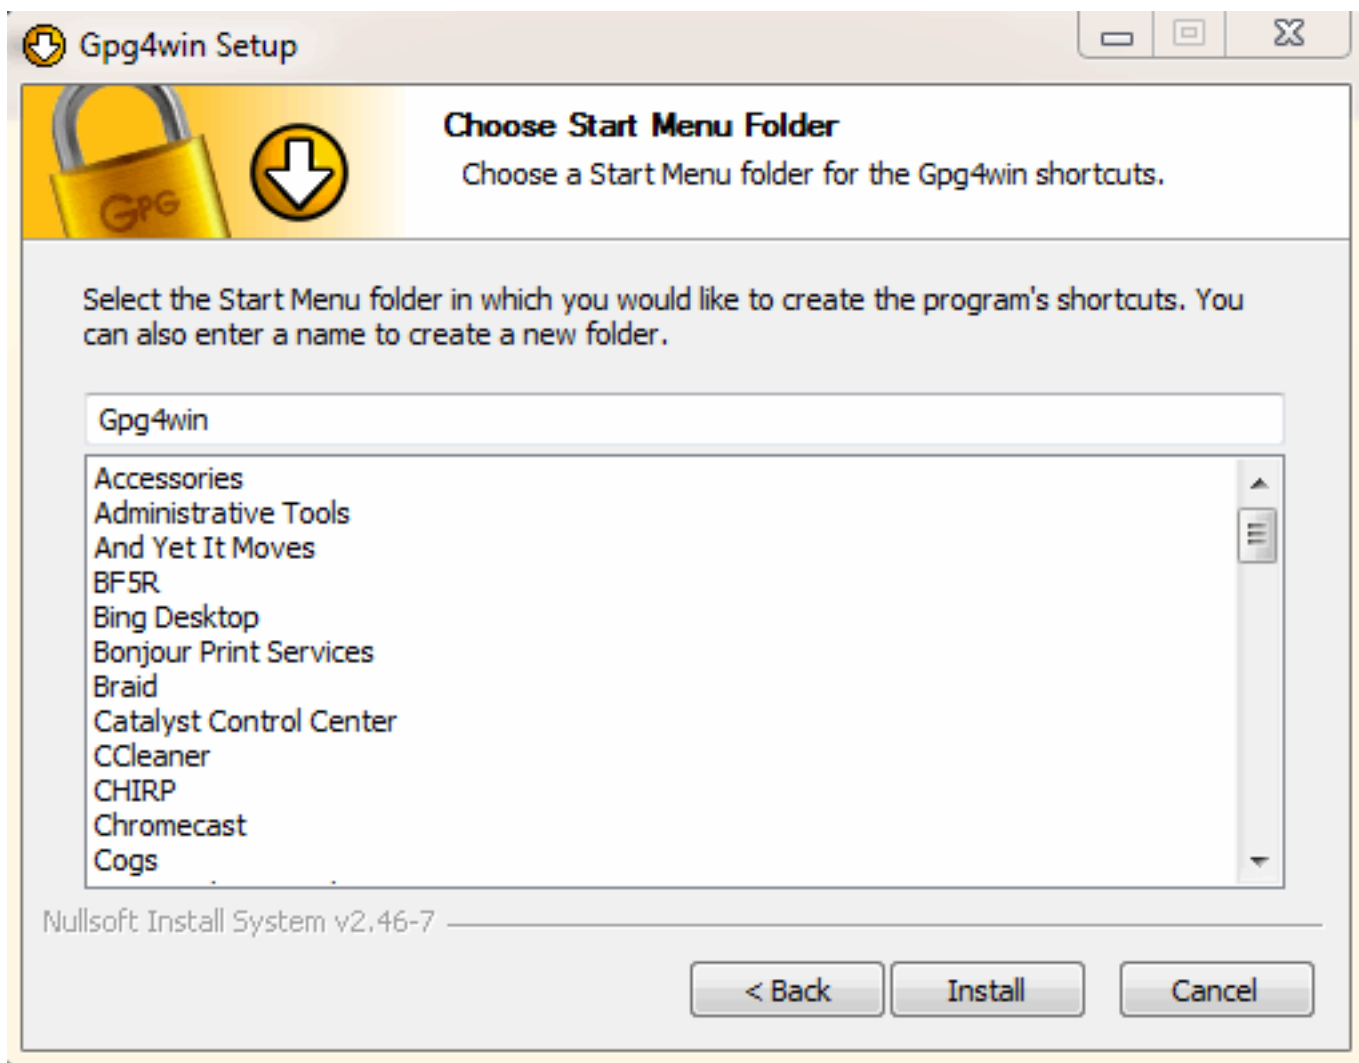 Gpg4win Setup
GPG
Choose Start Menu Folder
Choose a Start Menu folder for the Gpg4win shortcuts.
Select the Start Menu folder in which you would like to create the program's shortcuts. You
can also enter a name to create a new folder.
Gpg4win
Accessories
Administrative Tools
And Yet It Moves
BF5R
Bing Desktop
Bonjour Print Services
Braid
Catalyst Control Center
CCleaner
CHIRP
Chromecast
Cogs
Nullsoft Install System v2.46-7
< Back
Install
Cancel